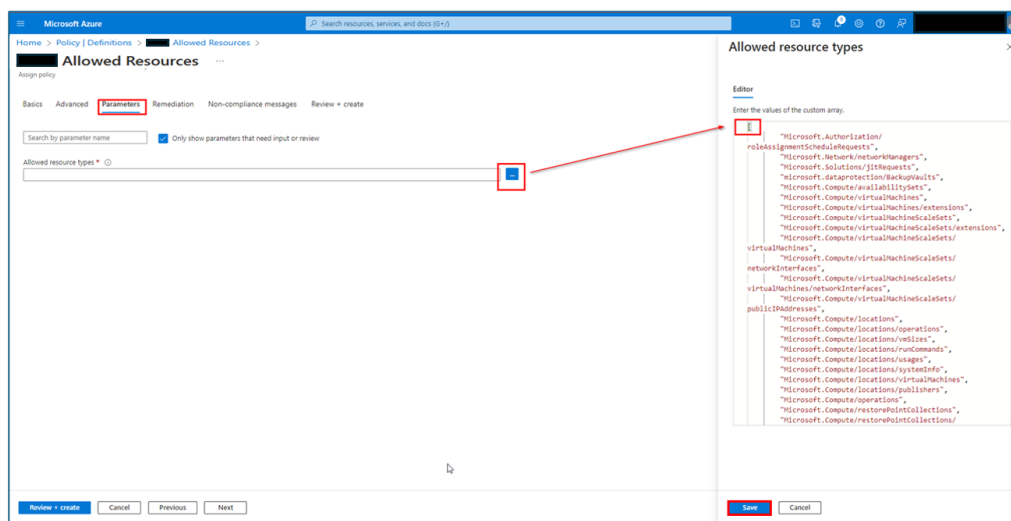 Microsoft Azure
Search resources, services, and docs (G+/)
Home > Policy | Definitions > Allowed Resources >
Allowed Resources ...
Assign policy
Basics Advanced Parameters Remediation Non-compliance messages Review + create
Search by parameter name
Only show parameters that need input or review
Allowed resource types *
...
Review + create Cancel Previous Next
Allowed resource types
Editor
Enter the values of the custom array.
[
"Microsoft.Authorization/
roleAssignmentScheduleRequests",
"Microsoft.Network/networkManagers",
"Microsoft.Solutions/jitRequests",
"microsoft.dataprotection/BackupVaults",
"Microsoft.Compute/availabilitySets",
"Microsoft.Compute/virtualMachines",
"Microsoft.Compute/virtualMachines/extensions",
"Microsoft.Compute/virtualMachineScaleSets",
"Microsoft.Compute/virtualMachineScaleSets/extensions",
"Microsoft.Compute/virtualMachineScaleSets/
virtualMachines",
"Microsoft.Compute/virtualMachineScaleSets/
networkInterfaces",
"Microsoft.Compute/virtualMachineScaleSets/
virtualMachines/networkInterfaces",
"Microsoft.Compute/virtualMachineScaleSets/
publicIPAddresses",
"Microsoft.Compute/locations",
"Microsoft.Compute/locations/operations",
"Microsoft.Compute/locations/vmSizes",
"Microsoft.Compute/locations/runCommands",
"Microsoft.Compute/locations/usages",
"Microsoft.Compute/locations/systemInfo",
"Microsoft.Compute/locations/virtualMachines",
"Microsoft.Compute/locations/publishers",
"Microsoft.Compute/operations",
"Microsoft.Compute/restorePointCollections",
"Microsoft.Compute/restorePointCollections/
Save Cancel